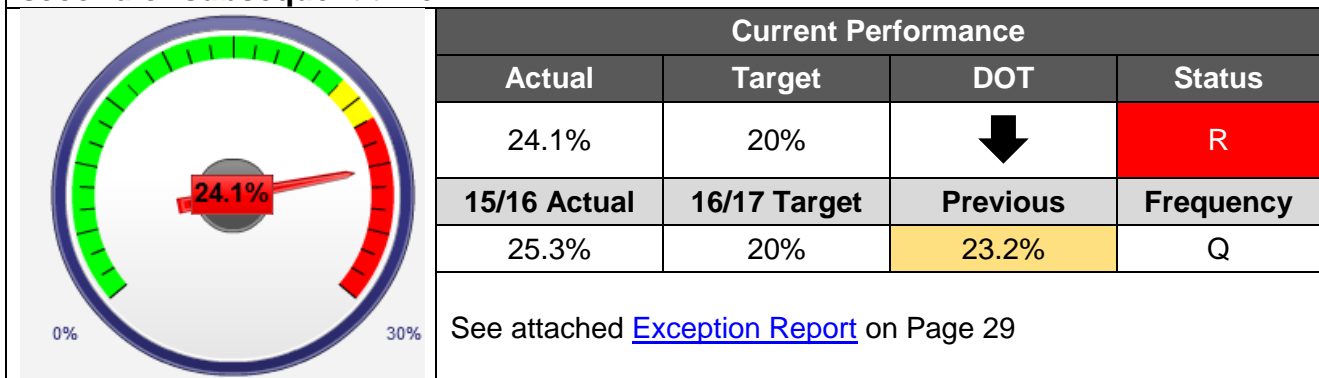 Current Performance
Actual Target DOT Status
24.1% 20% R
15/16 Actual 16/17 Target Previous Frequency
25.3% 20% 23.2% Q
24.1%
0% 30%
See attached Exception Report on Page 29